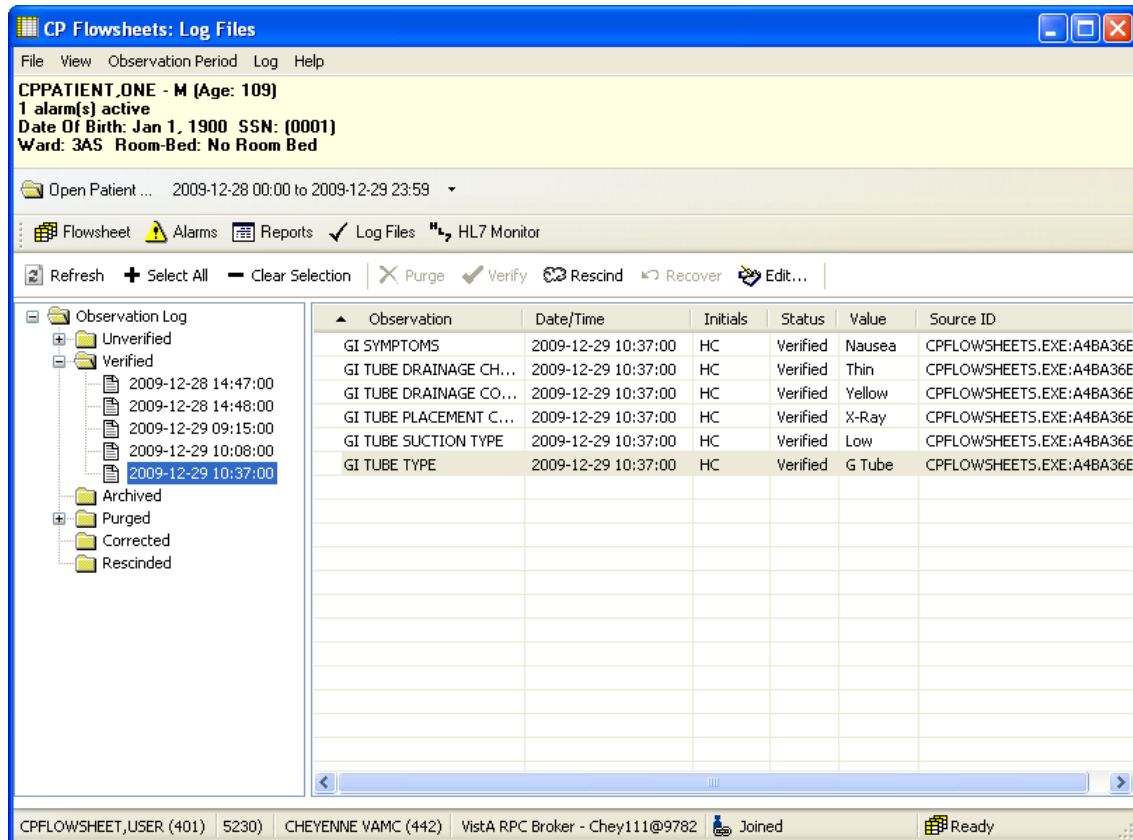 CP Flowsheets: Log Files
File View Observation Period Log Help
CPPATIENT,ONE - M (Age: 109)
1 alarm(s) active
Date Of Birth: Jan 1, 1900 SSN: (0001)
Ward: 3AS Room-Bed: No Room Bed
Open Patient ... 2009-12-28 00:00 to 2009-12-29 23:59
Flowsheet Alarms Reports Log Files HL7 HL7 Monitor
Refresh Select All Clear Selection Purge Verify Rescind Recover Edit...
Observation Log
Unverified
Verified
2009-12-28 14:47:00
2009-12-28 14:48:00
2009-12-29 09:15:00
2009-12-29 10:08:00
2009-12-29 10:37:00
Archived
Purged
Corrected
Rescinded
Observation Date/Time Initials Status Value Source ID
GI SYMPTOMS 2009-12-29 10:37:00 HC Verified Nausea CPFLOWSHEETS.EXE:A4BA36E
GI TUBE DRAINAGE CH... 2009-12-29 10:37:00 HC Verified Thin CPFLOWSHEETS.EXE:A4BA36E
GI TUBE DRAINAGE CO... 2009-12-29 10:37:00 HC Verified Yellow CPFLOWSHEETS.EXE:A4BA36E
GI TUBE PLACEMENT C... 2009-12-29 10:37:00 HC Verified X-Ray CPFLOWSHEETS.EXE:A4BA36E
GI TUBE SUCTION TYPE 2009-12-29 10:37:00 HC Verified Low CPFLOWSHEETS.EXE:A4BA36E
GI TUBE TYPE 2009-12-29 10:37:00 HC Verified G Tube CPFLOWSHEETS.EXE:A4BA36E
CPFLOWSHEET,USER (401) 5230) CHEYENNE VAMC (442) VistA RPC Broker - Chey111@9782 Joined Ready